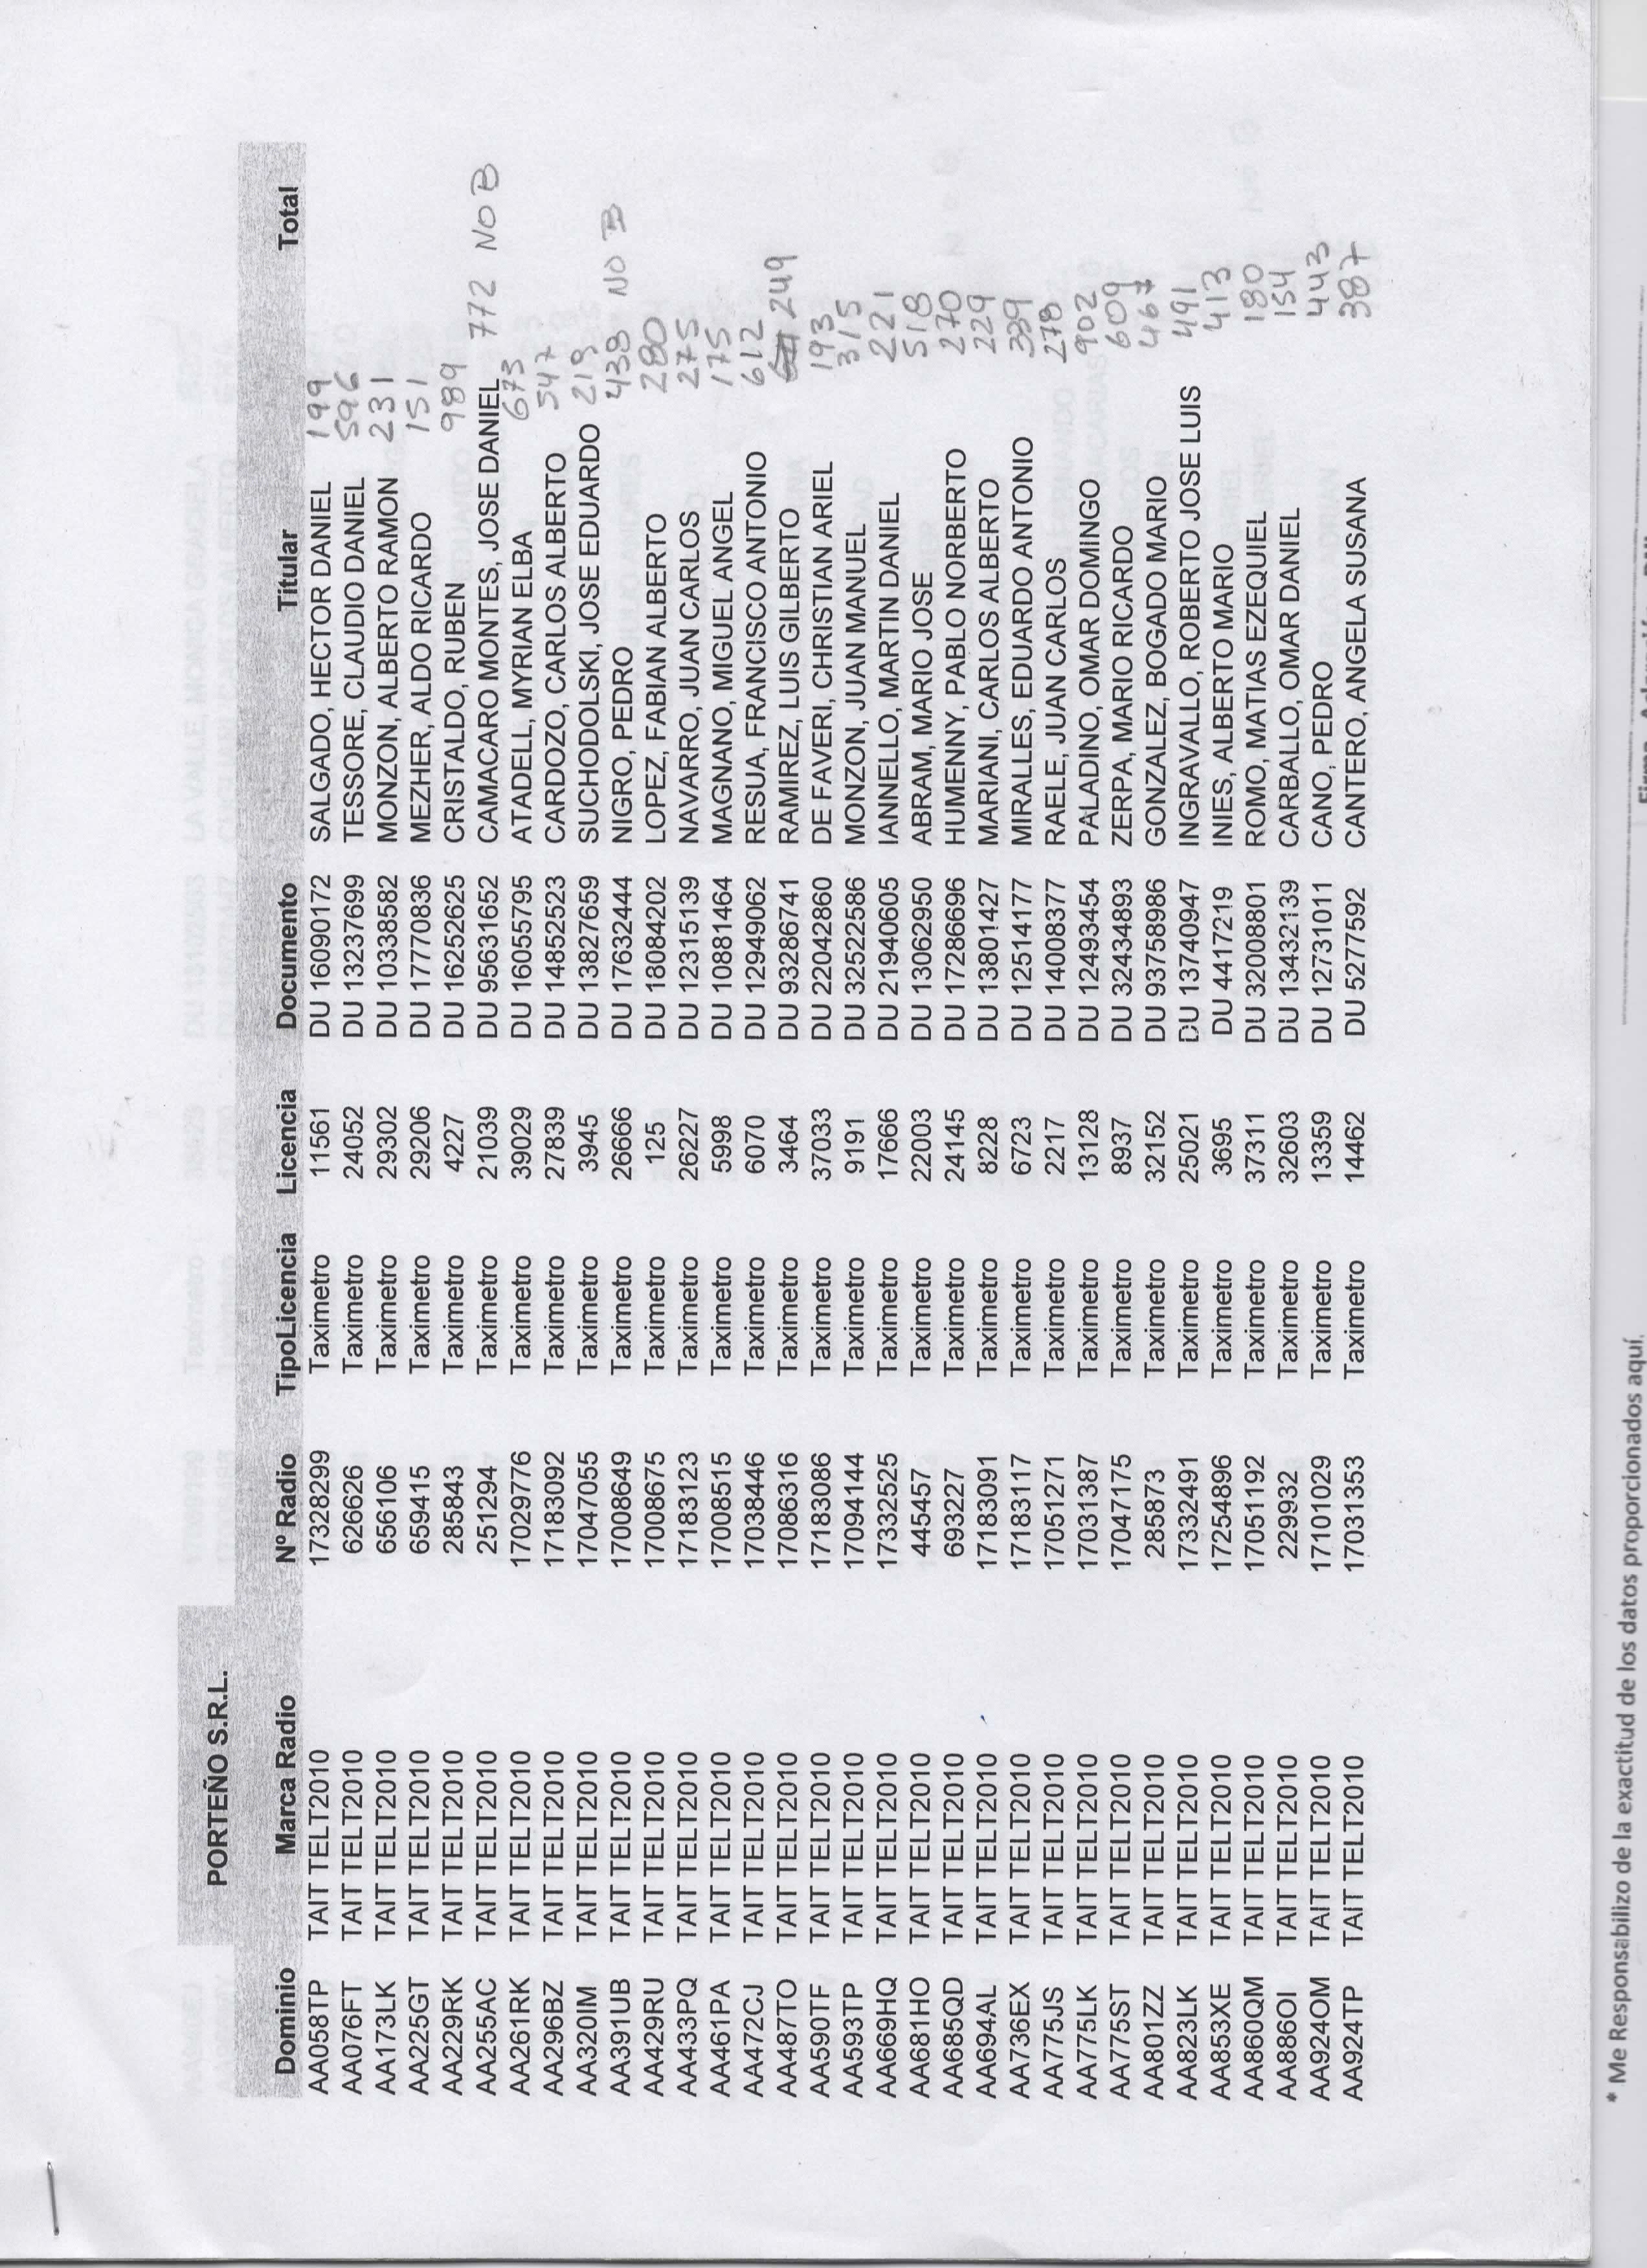 PORTEÑO S.R.L.
Dominio Marca Radio Nº Radio TipoLicencia Licencia Documento Titular Total
AA058TP TAIT TELT2010 17328299 Taximetro 11561 DU 16090172 SALGADO, HECTOR DANIEL 199
AA076FT TAIT TELT2010 626626 Taximetro 24052 DU 13237699 TESSORE, CLAUDIO DANIEL 596
AA173LK TAIT TELT2010 656106 Taximetro 29302 DU 10338582 MONZON, ALBERTO RAMON 231
AA225GT TAIT TELT2010 659415 Taximetro 29206 DU 17770836 MEZHER, ALDO RICARDO 151
AA229RK TAIT TELT2010 285843 Taximetro 4227 DU 16252625 CRISTALDO, RUBEN 989
AA255AC TAIT TELT2010 251294 Taximetro 21039 DU 95631652 CAMACARO MONTES, JOSE DANIEL 772 NO B
AA261RK TAIT TELT2010 17029776 Taximetro 39029 DU 16055795 ATADELL, MYRIAN ELBA 673
AA296BZ TAIT TELT2010 17183092 Taximetro 27839 DU 14852523 CARDOZO, CARLOS ALBERTO 547
AA320IM TAIT TELT2010 17047055 Taximetro 3945 DU 13827659 SUCHODOLSKI, JOSE EDUARDO
AA391UB TAIT TELT2010 17008649 Taximetro 26666 DU 17632444 NIGRO, PEDRO 438 NO B
AA429RU TAIT TELT2010 17008675 Taximetro 125 DU 18084202 LOPEZ, FABIAN ALBERTO 280
AA433PQ TAIT TELT2010 17183123 Taximetro 26227 DU 12315139 NAVARRO, JUAN CARLOS 275
AA461PA TAIT TELT2010 17008515 Taximetro 5998 DU 10881464 MAGNANO, MIGUEL ANGEL 175
AA472CJ TAIT TELT2010 17038446 Taximetro 6070 DU 12949062 RESUA, FRANCISCO ANTONIO 612
AA487TO TAIT TELT2010 17086316 Taximetro 3464 DU 93286741 RAMIREZ, LUIS GILBERTO 249
AA590TF TAIT TELT2010 17183086 Taximetro 37033 DU 22042860 DE FAVERI, CHRISTIAN ARIEL 193
AA593TP TAIT TELT2010 17094144 Taximetro 9191 DU 32522586 MONZON, JUAN MANUEL 315
AA669HQ TAIT TELT2010 17332525 Taximetro 17666 DU 21940605 IANNELLO, MARTIN DANIEL 221
AA681HO TAIT TELT2010 445457 Taximetro 22003 DU 13062950 ABRAM, MARIO JOSE 518
AA685QD TAIT TELT2010 693227 Taximetro 24145 DU 17286696 HUMENNY, PABLO NORBERTO 270
AA694AL TAIT TELT2010 17183091 Taximetro 8228 DU 13801427 MARIANI, CARLOS ALBERTO 229
AA736EX TAIT TELT2010 17183117 Taximetro 6723 DU 12514177 MIRALLES, EDUARDO ANTONIO 339
AA775JS TAIT TELT2010 17051271 Taximetro 2217 DU 14008377 RAELE, JUAN CARLOS 278
AA775LK TAIT TELT2010 17031387 Taximetro 13128 DU 12493454 PALADINO, OMAR DOMINGO 902
AA775ST TAIT TELT2010 17047175 Taximetro 8937 DU 32434893 ZERPA, MARIO RICARDO 609
AA801ZZ TAIT TELT2010 285873 Taximetro 32152 DU 93758986 GONZALEZ, BOGADO MARIO 467
AA823LK TAIT TELT2010 17332491 Taximetro 25021 DU 13740947 INGRAVALLO, ROBERTO JOSE LUIS 491
AA853XE TAIT TELT2010 17254896 Taximetro 3695 DU 4417219 INIES, ALBERTO MARIO 413
AA860QM TAIT TELT2010 17051192 Taximetro 37311 DU 32008801 ROMO, MATIAS EZEQUIEL 180
AA886OI TAIT TELT2010 229932 Taximetro 32603 DU 13432139 CARBALLO, OMAR DANIEL 154
AA924OM TAIT TELT2010 17101029 Taximetro 13359 DU 12731011 CANO, PEDRO 443
AA924TP TAIT TELT2010 17031353 Taximetro 14462 DU 5277592 CANTERO, ANGELA SUSANA 387
* Me Responsabilizo de la exactitud de los datos proporcionados aquí.